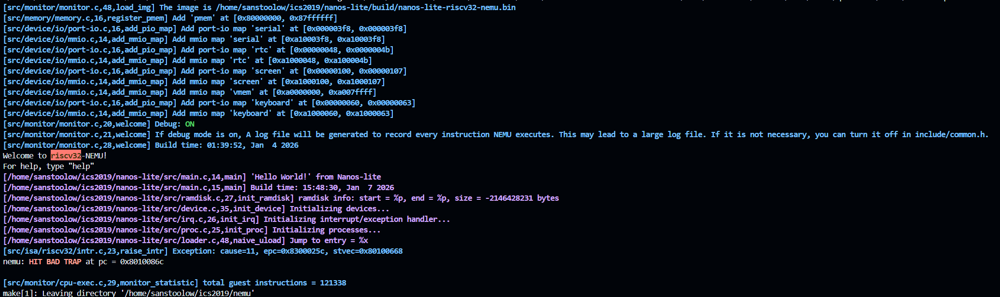 [src/monitor/monitor.c,48,load_img] The image is /home/sanstoolow/ics2019/nanos-lite/build/nanos-lite-riscv32-nemu.bin
[src/memory/memory.c,16,register_pmem] Add 'pmem' at [0x80000000, 0x87ffffff]
[src/device/io/port-io.c,16,add_pio_map] Add port-io map 'serial' at [0x000003f8, 0x000003f8]
[src/device/io/mmio.c,14,add_mmio_map] Add mmio map 'serial' at [0xa10003f8, 0xa10003f8]
[src/device/io/port-io.c,16,add_pio_map] Add port-io map 'rtc' at [0x00000048, 0x0000004b]
[src/device/io/mmio.c,14,add_mmio_map] Add mmio map 'rtc' at [0xa1000048, 0xa100004b]
[src/device/io/port-io.c,16,add_pio_map] Add port-io map 'screen' at [0x00000100, 0x00000107]
[src/device/io/mmio.c,14,add_mmio_map] Add mmio map 'screen' at [0xa1000100, 0xa1000107]
[src/device/io/mmio.c,14,add_mmio_map] Add mmio map 'vmem' at [0xa0000000, 0xa007ffff]
[src/device/io/port-io.c,16,add_pio_map] Add port-io map 'keyboard' at [0x00000060, 0x00000063]
[src/device/io/mmio.c,14,add_mmio_map] Add mmio map 'keyboard' at [0xa1000060, 0xa1000063]
[src/monitor/monitor.c,20,welcome] Debug: ON
[src/monitor/monitor.c,21,welcome] If debug mode is on, A log file will be generated to record every instruction NEMU executes. This may lead to a large log file. If it is not necessary, you can turn it off in include/common.h.
[src/monitor/monitor.c,28,welcome] Build time: 01:39:52, Jan  4 2026
Welcome to riscv32-NEMU!
For help, type "help"
[/home/sanstoolow/ics2019/nanos-lite/src/main.c,14,main] 'Hello World!' from Nanos-lite
[/home/sanstoolow/ics2019/nanos-lite/src/main.c,15,main] Build time: 15:48:30, Jan  7 2026
[/home/sanstoolow/ics2019/nanos-lite/src/ramdisk.c,27,init_ramdisk] ramdisk info: start = %p, end = %p, size = -2146428231 bytes
[/home/sanstoolow/ics2019/nanos-lite/src/device.c,35,init_device] Initializing devices...
[/home/sanstoolow/ics2019/nanos-lite/src/irq.c,26,init_irq] Initializing interrupt/exception handler...
[/home/sanstoolow/ics2019/nanos-lite/src/proc.c,25,init_proc] Initializing processes...
[/home/sanstoolow/ics2019/nanos-lite/src/loader.c,48,naive_uload] Jump to entry = %x
[src/isa/riscv32/intr.c,23,raise_intr] Exception: cause=11, epc=0x8300025c, stvec=0x80100668
nemu: HIT BAD TRAP at pc = 0x8010086c
[src/monitor/cpu-exec.c,29,monitor_statistic] total guest instructions = 121338
make[1]: Leaving directory '/home/sanstoolow/ics2019/nemu'